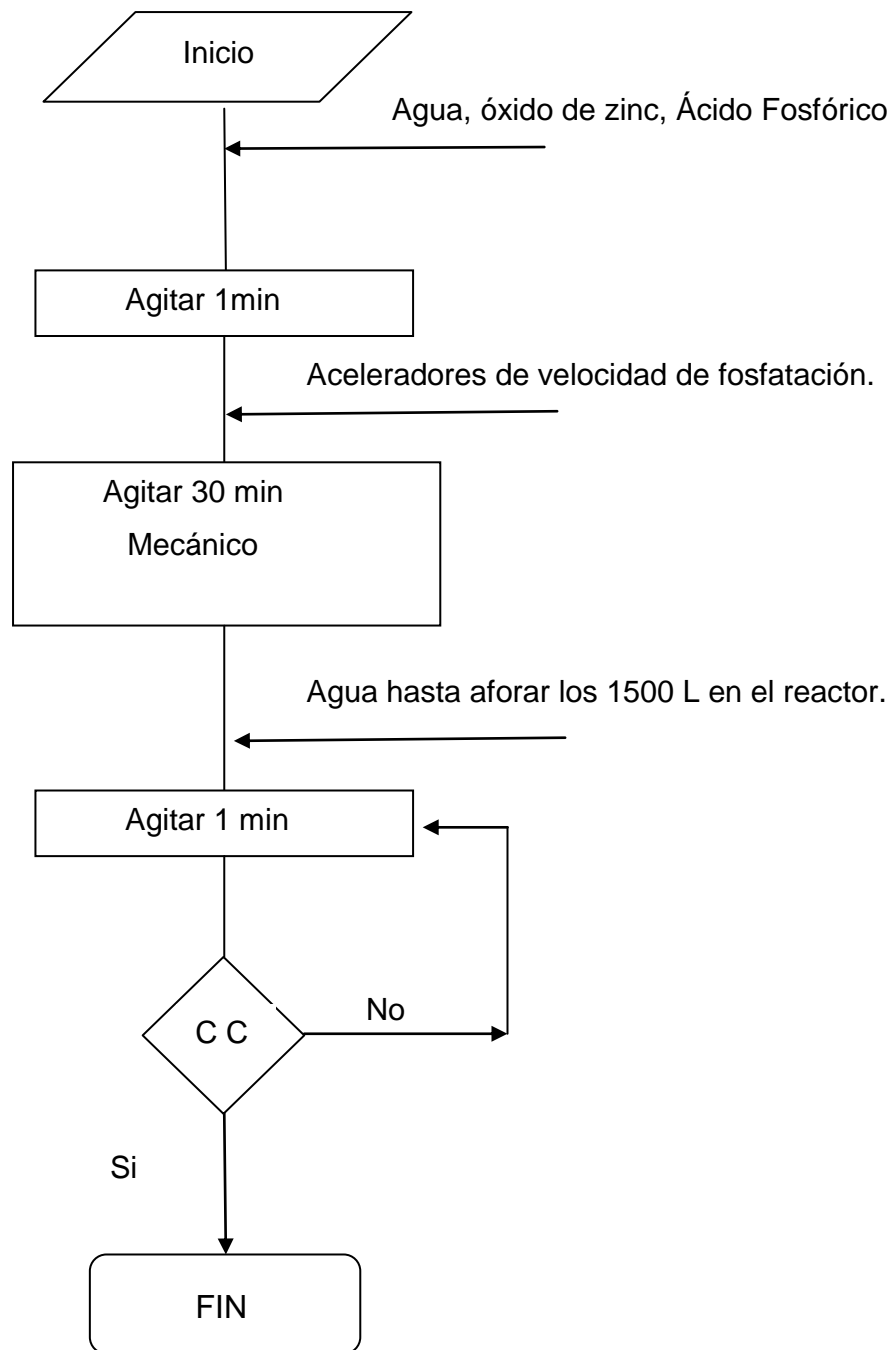 Inicio
Agua, óxido de zinc, Ácido Fosfórico
Agitar 1min
Aceleradores de velocidad de fosfatación.
Agitar 30 min
Mecánico
Agua hasta aforar los 1500 L en el reactor.
Agitar 1 min
No
C C
Si
FIN